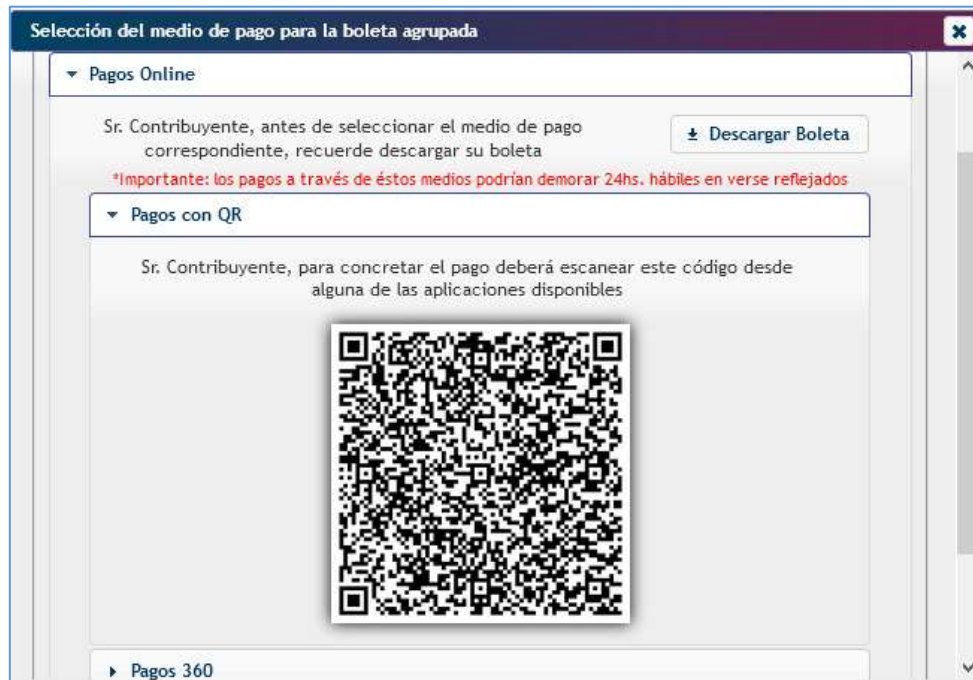 Selección del medio de pago para la boleta agrupada
Pagos Online
Sr. Contribuyente, antes de seleccionar el medio de pago
correspondiente, recuerde descargar su boleta
Descargar Boleta
*Importante: los pagos a través de éstos medios podrían demorar 24hs. hábiles en verse reflejados
Pagos con QR
Sr. Contribuyente, para concretar el pago deberá escanear este código desde
alguna de las aplicaciones disponibles
Pagos 360